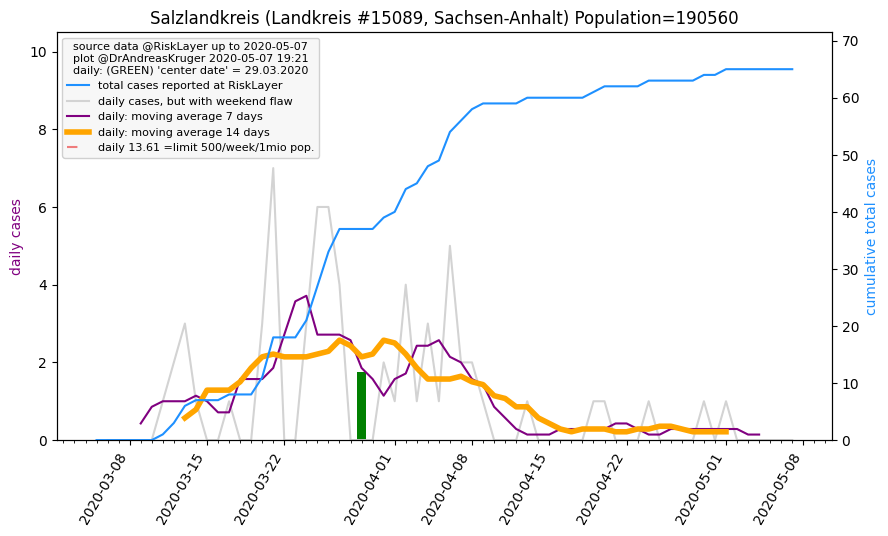 Salzlandkreis (Landkreis #15089, Sachsen-Anhalt) Population=190560
source data @RiskLayer up to 2020-05-07
plot @DrAndreasKruger 2020-05-07 19:21
daily: (GREEN) 'center date' = 29.03.2020
total cases reported at RiskLayer
daily cases, but with weekend flaw
daily: moving average 7 days
daily: moving average 14 days
daily 13.61 =limit 500/week/1mio pop.
daily cases
10
8
6
4
2
0
cumulative total cases
70
60
50
40
30
20
10
0
2020-03-08
2020-03-15
2020-03-22
2020-04-01
2020-04-08
2020-04-15
2020-04-22
2020-05-01
2020-05-08